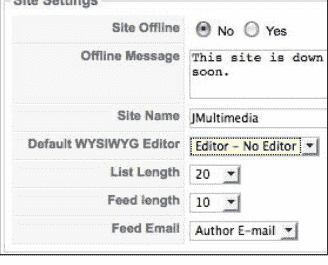 Site Settings
Site Offline No Yes
Offline Message This site is down
soon.
Site Name JMultimedia
Default WYSIWYG Editor Editor - No Editor
List Length 20
Feed length 10
Feed Email Author E-mail